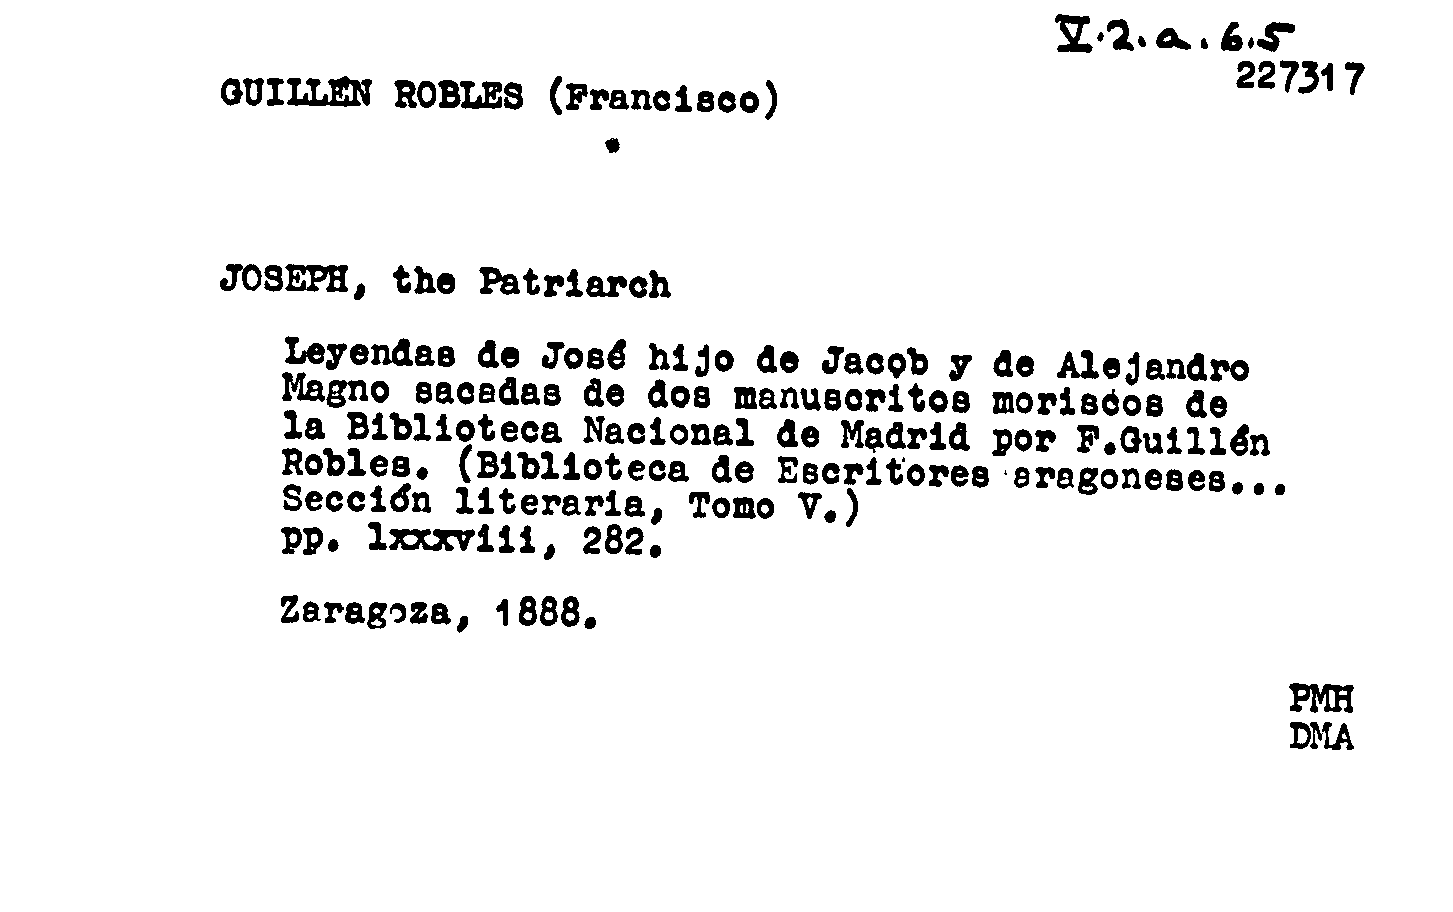 V.2.a.6.5
227317
GUILLÉN ROBLES (Francisco)
JOSEPH, the Patriarch
Leyendas de José hijo de Jacob y de Alejandro
Magno sacadas de dos manuscritos moriscos de
la Biblioteca Nacional de Madrid por F.Guillén
Robles. (Biblioteca de Escritores aragoneses...
Sección literaria, Tomo V.)
pp. lxxxviii, 282.
Zaragoza, 1888.
PMH
DMA